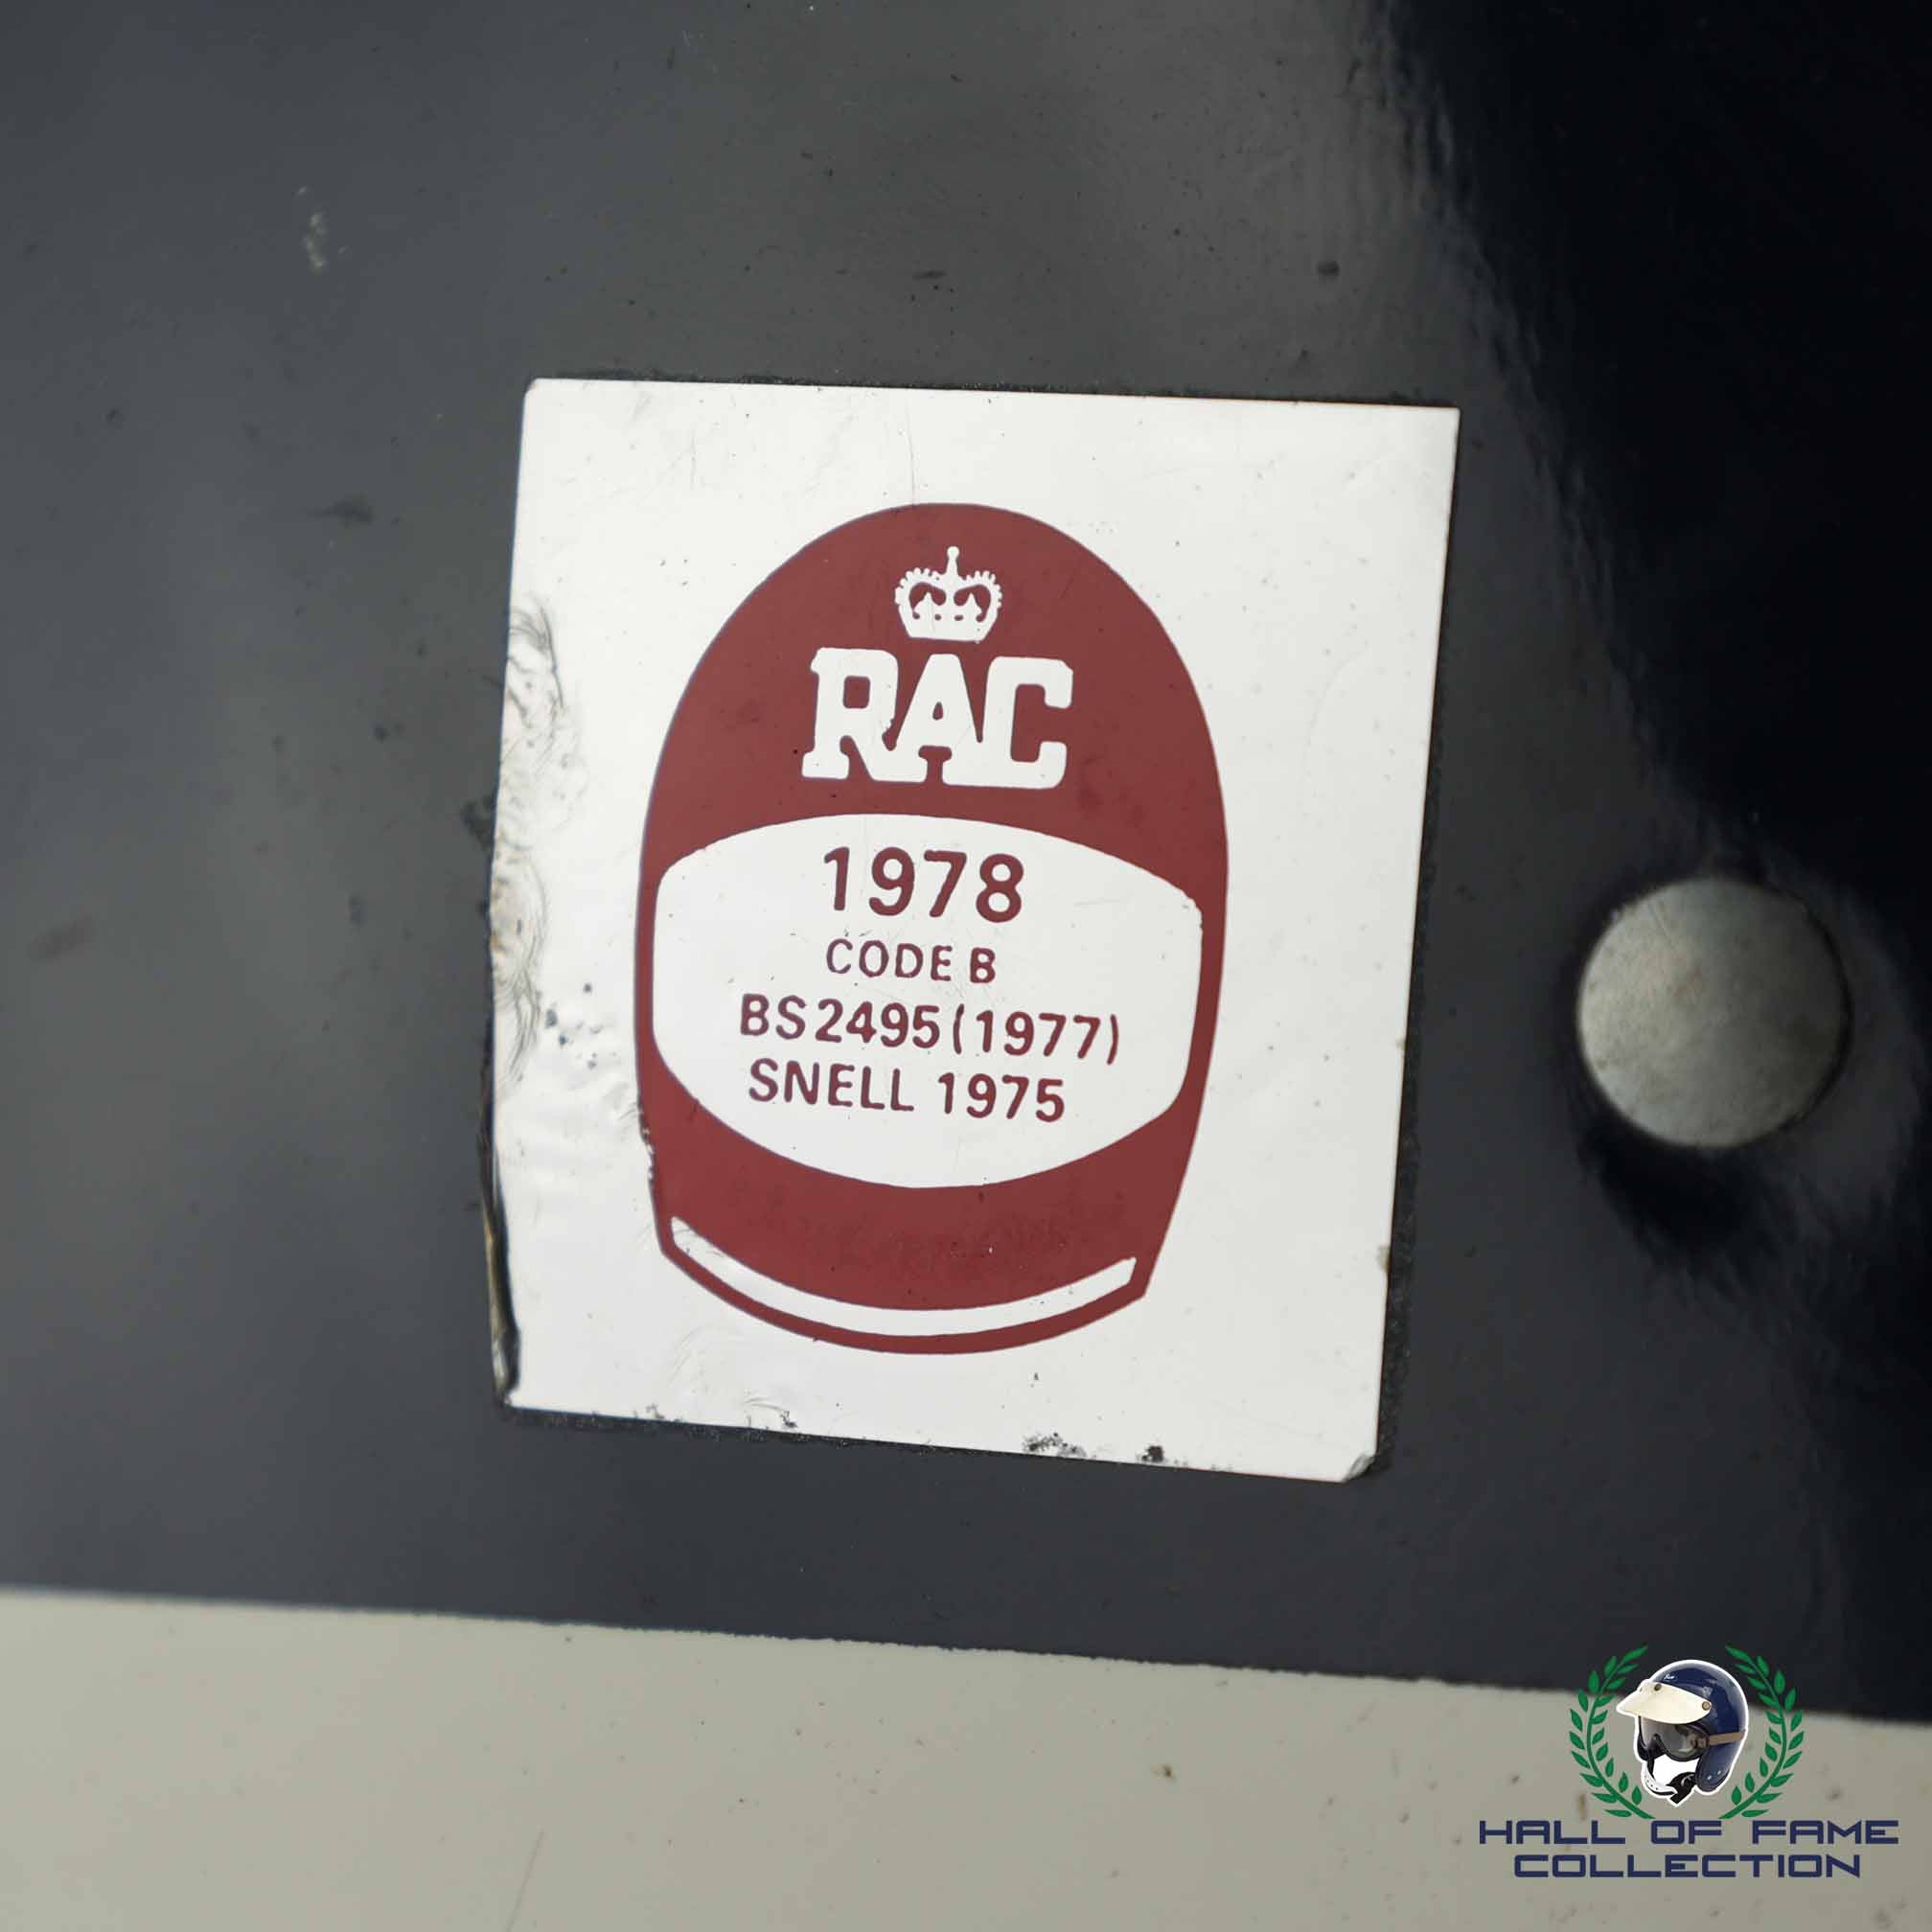 RAC
1978
CODE B
BS2495(1977)
SNELL 1975
HALL OF FAME
COLLECTION